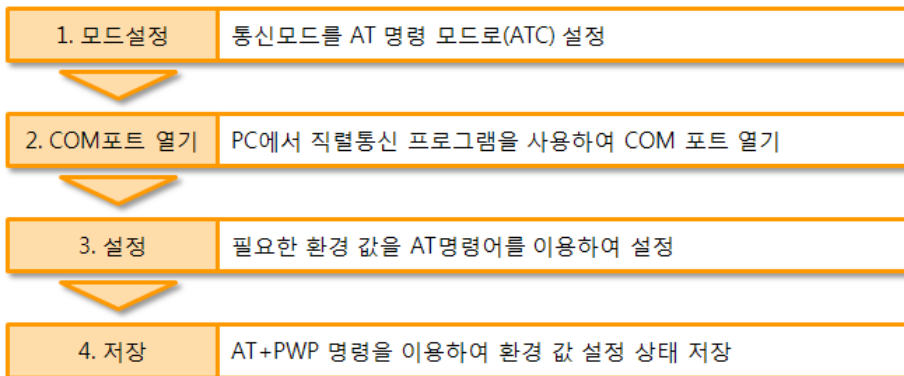 1. 모드설정 통신모드를 AT 명령 모드로(ATC) 설정
2. COM포트 열기 PC에서 직렬통신 프로그램을 사용하여 COM 포트 열기
3. 설정 필요한 환경 값을 AT명령어를 이용하여 설정
4. 저장 AT+PWP 명령을 이용하여 환경 값 설정 상태 저장